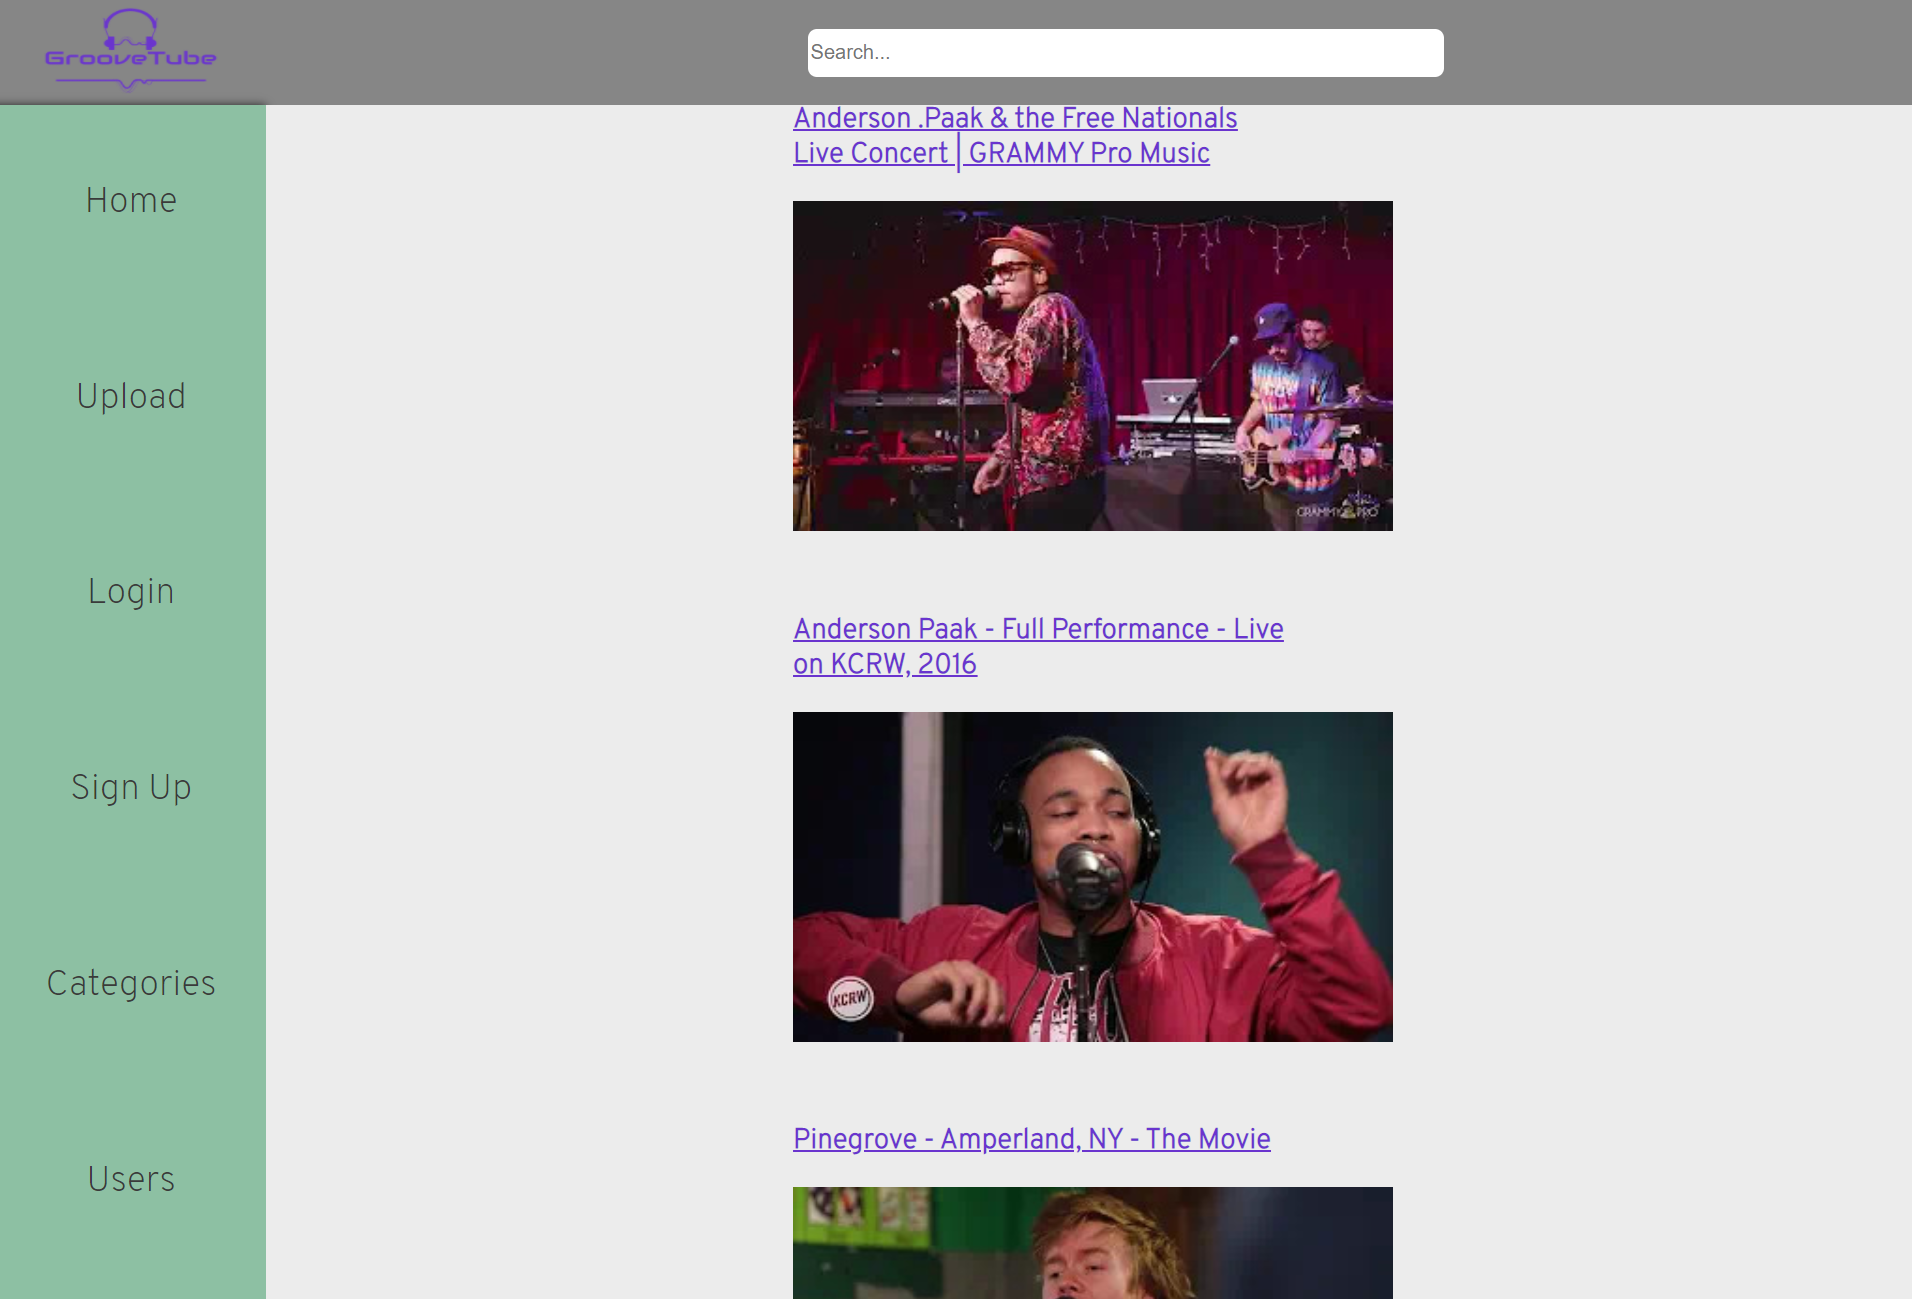 GrooveTube
Search...
Home
Upload
Login
Sign Up
Categories
Users
Anderson .Paak & the Free Nationals
Live Concert | GRAMMY Pro Music
GRAMMY PRO
Anderson Paak - Full Performance - Live
on KCRW, 2016
KCRW
Pinegrove - Amperland, NY - The Movie